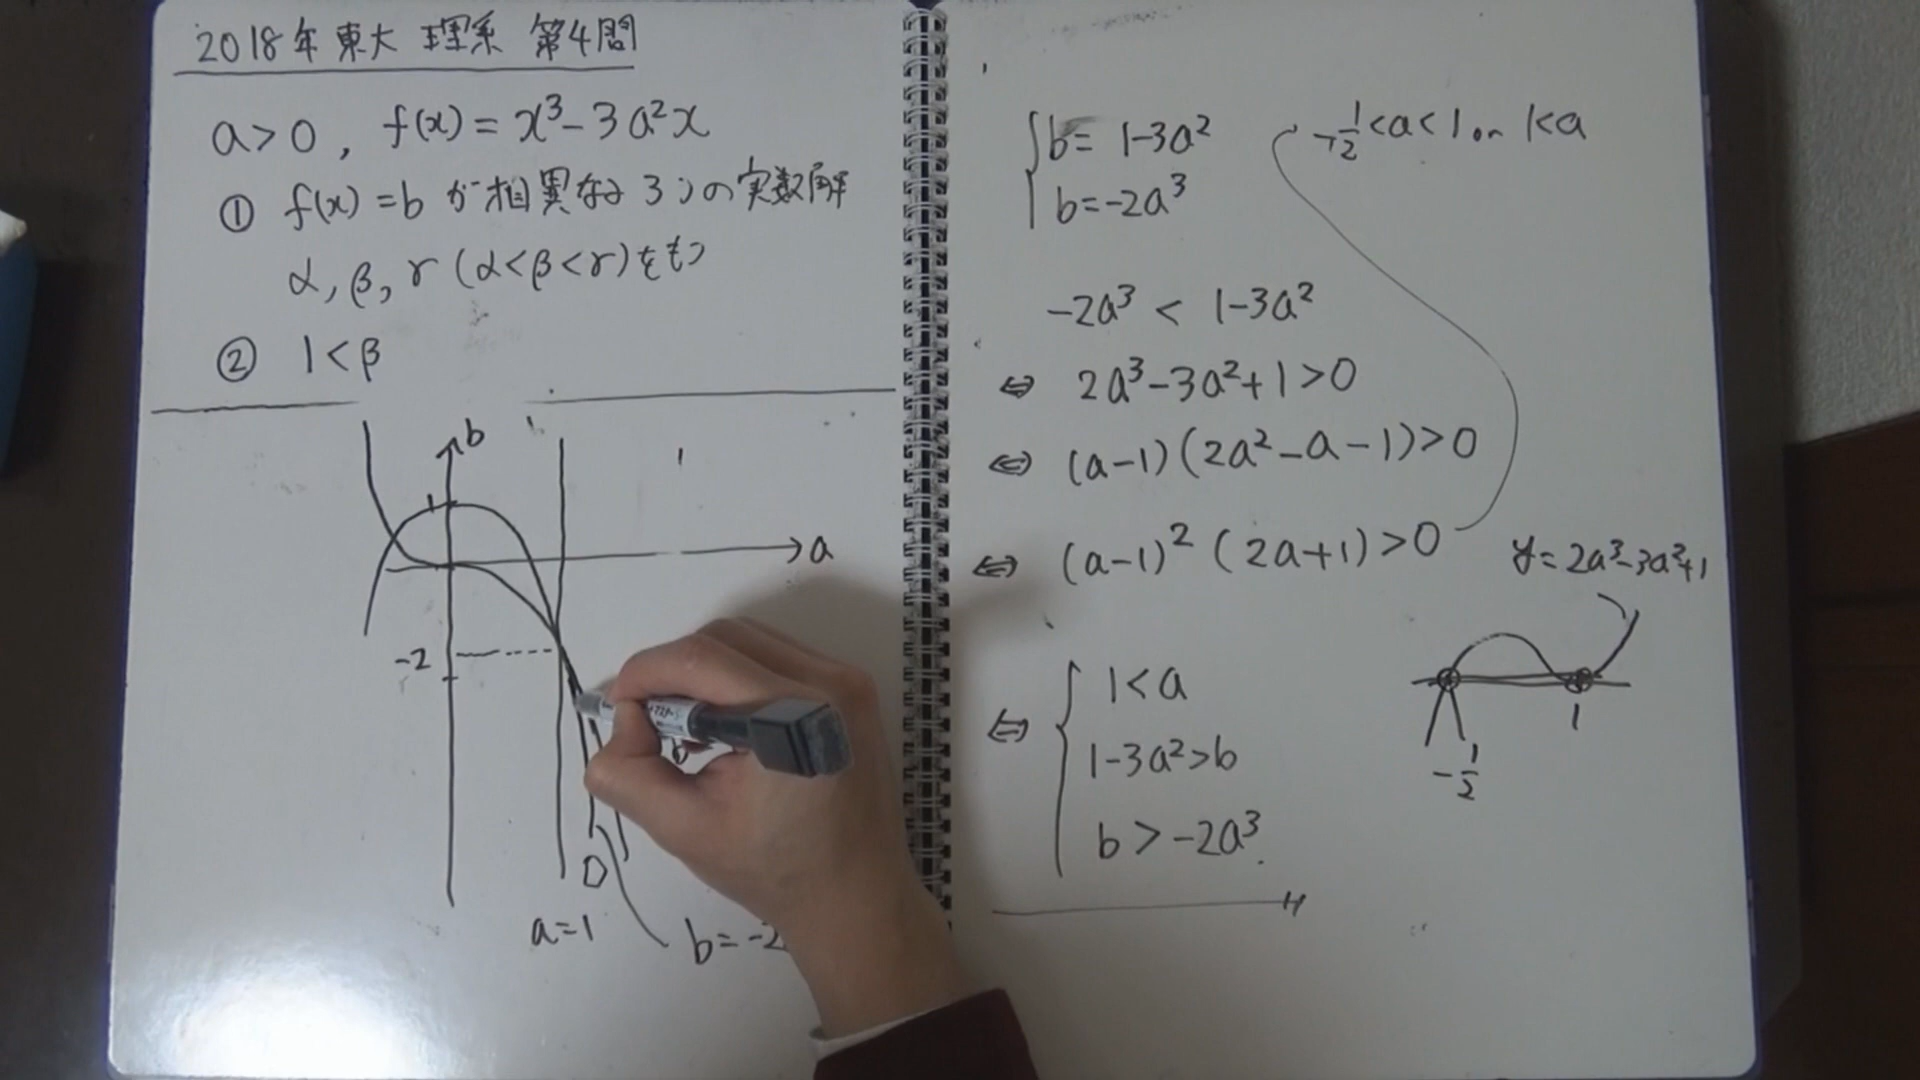 2018年 東大 理系 第4問
a>0, f(x)=x³-3a²x
① f(x)=b が相異なる3つの実数解
α, β, γ (α<β<γ)をもつ
② 1<β
b
1
a
-2
D
a=1
b=-2
{b=1-3a²
b=-2a³
-1/2<a<1 or 1<a
-2a³ < 1-3a²
⇔ 2a³-3a²+1>0
⇔ (a-1)(2a²-a-1)>0
⇔ (a-1)²(2a+1)>0
y=2a³-3a²+1
-1/2
1
⇔ {1<a
1-3a²>b
b>-2a³.